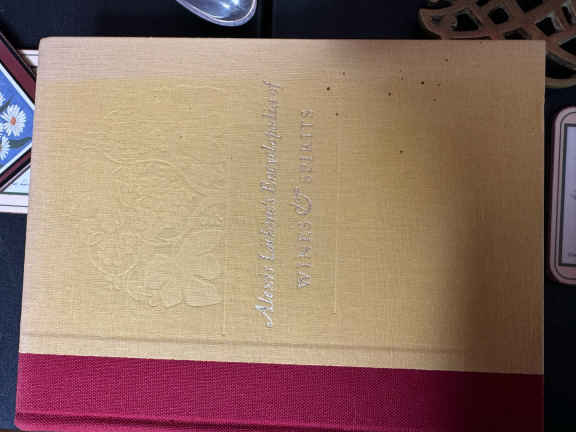 Alexis Lichine's Encyclopedia of
WINES & SPIRITS